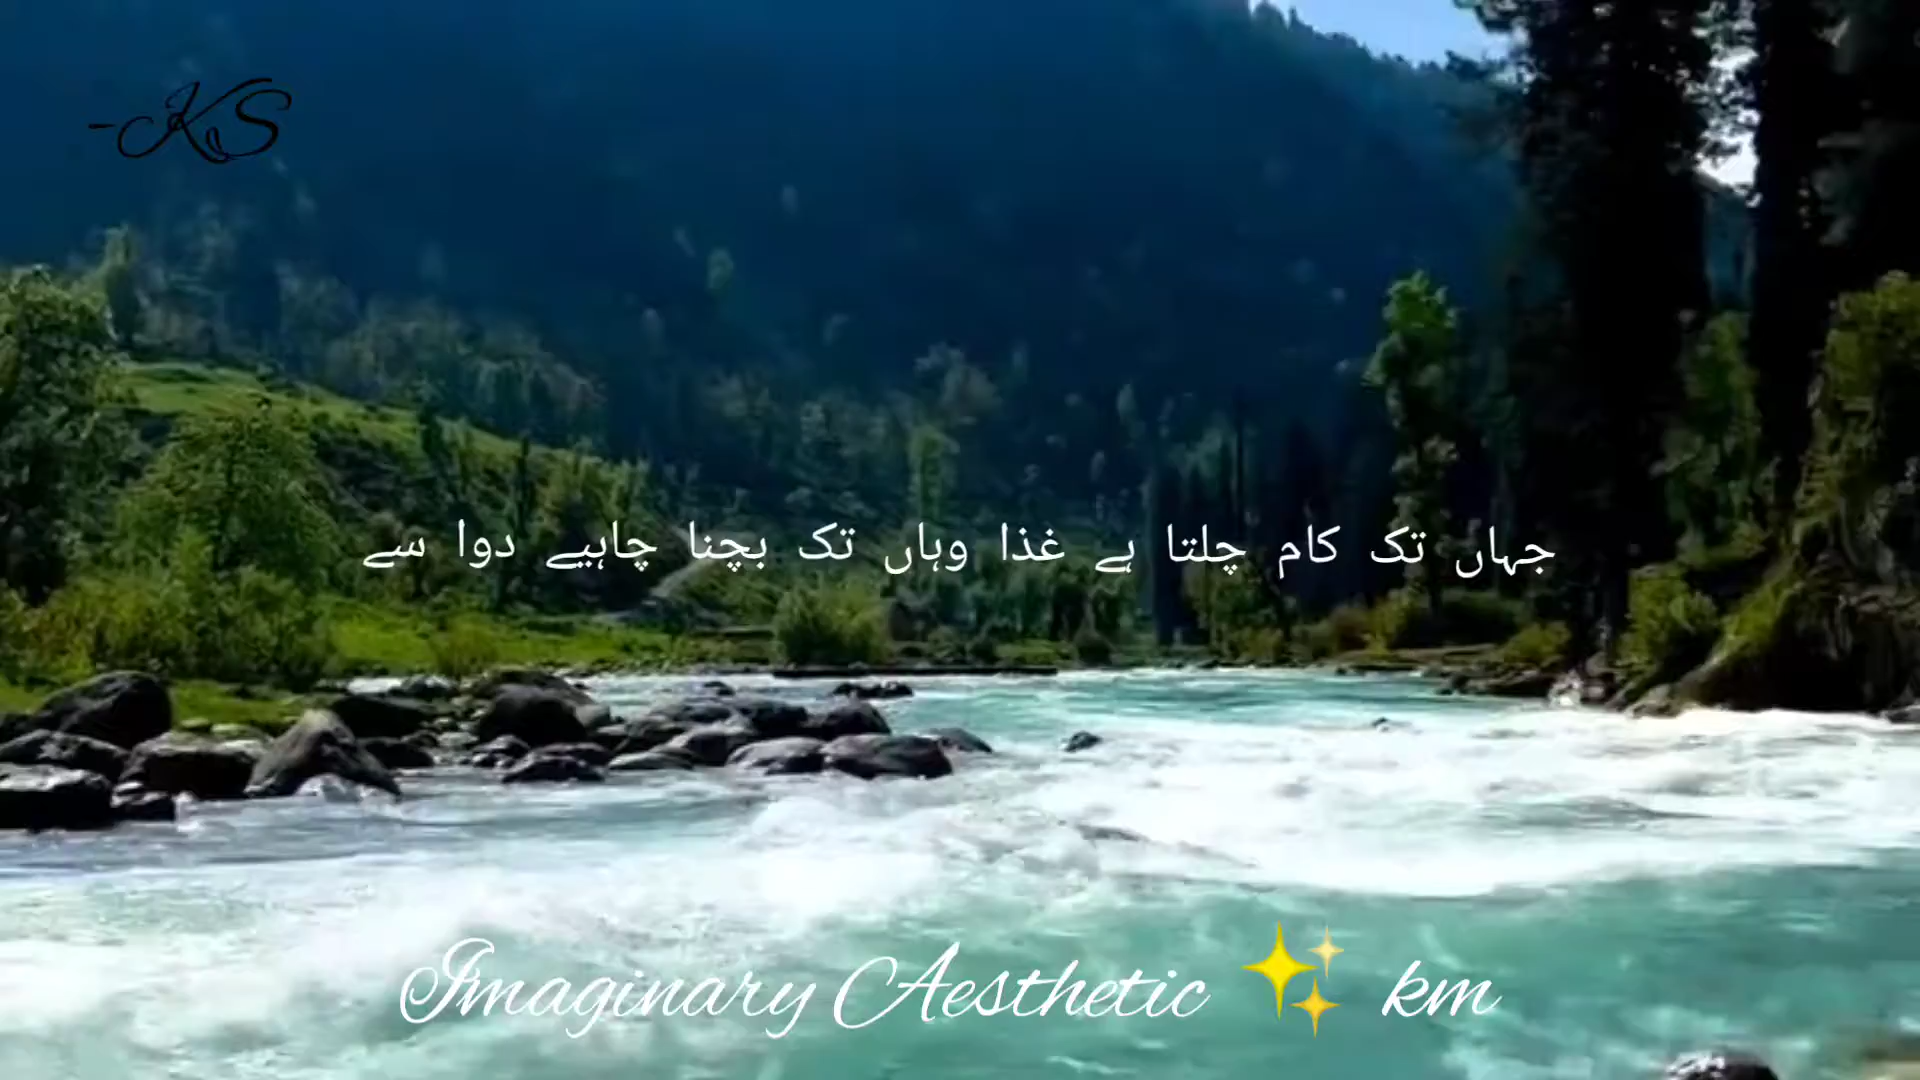 -KS
جہاں تک کام چلتا ہے غذا وہاں تک بچنا چاہیے دوا سے
Imaginary Aesthetic ✨ km